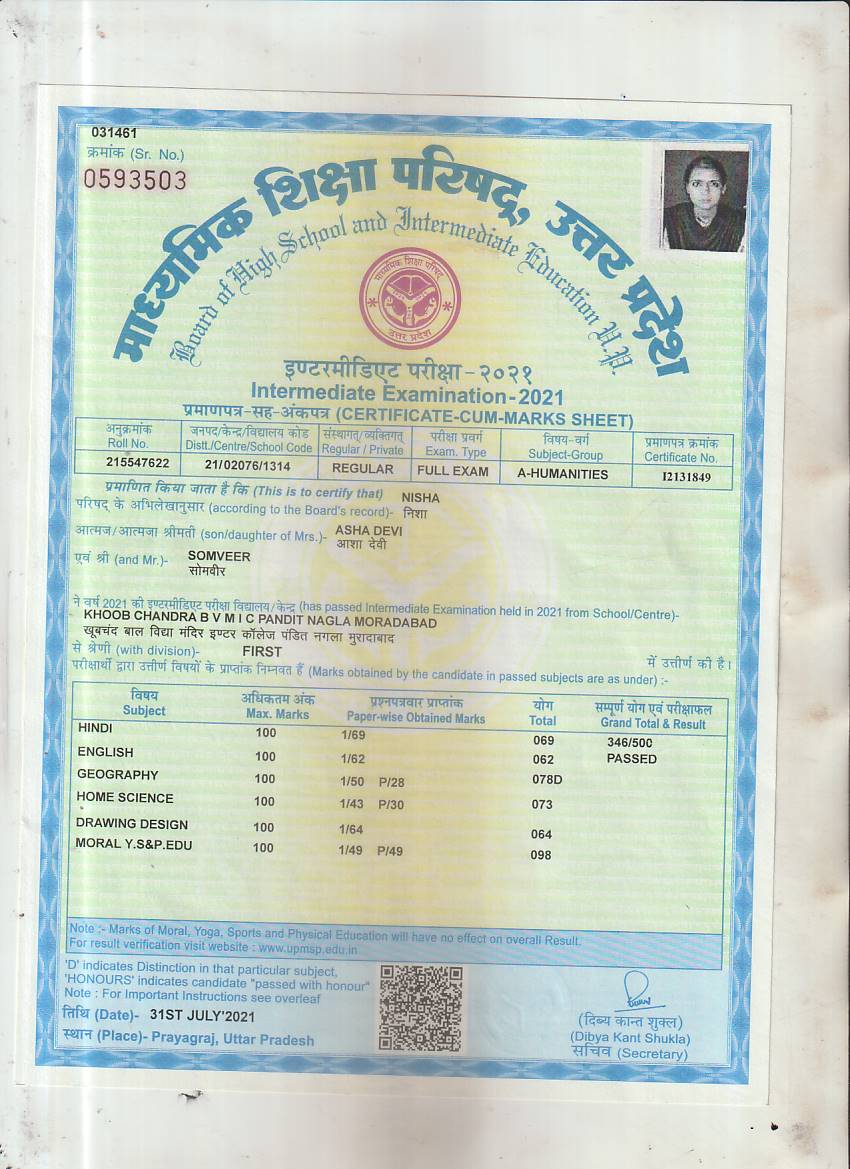 031461
क्रमांक (Sr. No.)
0593503
माध्यमिक शिक्षा परिषद्, उत्तर प्रदेश
Board of High School and Intermediate Education U.P.
माध्यमिक शिक्षा परिषद्
उत्तर प्रदेश
इण्टरमीडिएट परीक्षा-२०२१
Intermediate Examination-2021
प्रमाणपत्र-सह-अंकपत्र (CERTIFICATE-CUM-MARKS SHEET)
अनुक्रमांक जनपद/केन्द्र/विद्यालय कोड संस्थागत्/व्यक्तिगत् परीक्षा प्रवर्ग विषय-वर्ग प्रमाणपत्र क्रमांक
Roll No. Distt./Centre/School Code Regular / Private Exam. Type Subject-Group Certificate No.
215547622 21/02076/1314 REGULAR FULL EXAM A-HUMANITIES I2131849
प्रमाणित किया जाता है कि (This is to certify that) NISHA
परिषद के अभिलेखानुसार (according to the Board's record)- निशा
आत्मज/आत्मजा श्रीमती (son/daughter of Mrs.)- ASHA DEVI
आशा देवी
एवं श्री (and Mr.)- SOMVEER
सोमवीर
ने वर्ष 2021 की इण्टरमीडिएट परीक्षा विद्यालय/केन्द्र (has passed Intermediate Examination held in 2021 from School/Centre)-
KHOOB CHANDRA B V M I C PANDIT NAGLA MORADABAD
खूबचंद बाल विद्या मंदिर इण्टर कॉलेज पंडित नगला मुरादाबाद
से श्रेणी (with division)- FIRST में उत्तीर्ण की है।
परीक्षार्थी द्वारा उत्तीर्ण विषयों के प्राप्तांक निम्नवत हैं (Marks obtained by the candidate in passed subjects are as under) :-
विषय अधिकतम अंक प्रश्नपत्रवार प्राप्तांक योग सम्पूर्ण योग एवं परीक्षाफल
Subject Max. Marks Paper-wise Obtained Marks Total Grand Total & Result
HINDI 100 1/69 069 346/500
ENGLISH 100 1/62 062 PASSED
GEOGRAPHY 100 1/50 P/28 078D
HOME SCIENCE 100 1/43 P/30 073
DRAWING DESIGN 100 1/64 064
MORAL Y.S&P.EDU 100 1/49 P/49 098
Note :- Marks of Moral, Yoga, Sports and Physical Education will have no effect on overall Result.
For result verification visit website : www.upmsp.edu.in
'D' indicates Distinction in that particular subject,
'HONOURS' indicates candidate "passed with honour"
Note : For Important Instructions see overleaf
तिथि (Date)- 31ST JULY'2021
स्थान (Place)- Prayagraj, Uttar Pradesh
(दिब्य कान्त शुक्ल)
(Dibya Kant Shukla)
सचिव (Secretary)